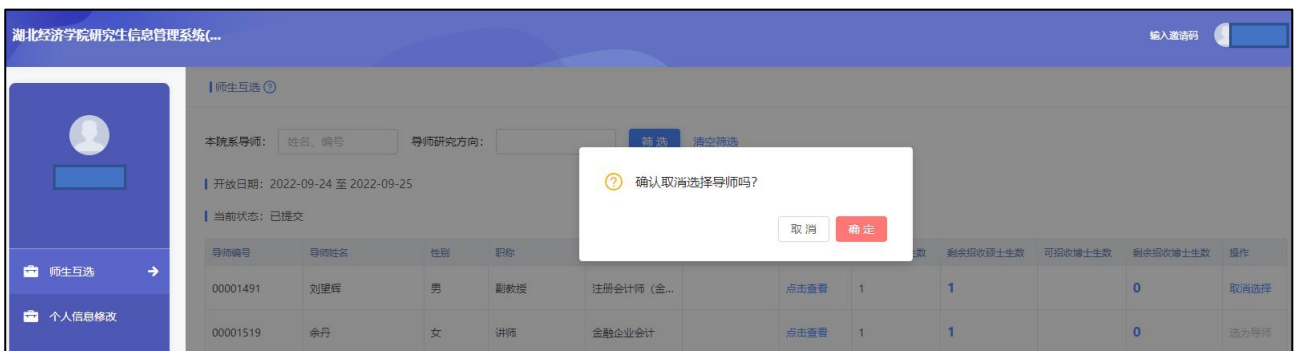 湖北经济学院研究生信息管理系统(...
输入邀请码
师生互选
本院系导师： 姓名、编号 导师研究方向： 筛选 清空筛选
开放日期：2022-09-24 至 2022-09-25
确认取消选择导师吗？
当前状态：已提交
取消 确定
导师编号 导师姓名 性别 职称 数 剩余招收硕士生数 可招收博士生数 剩余招收博士生数 操作
师生互选
00001491 刘望辉 男 副教授 注册会计师（金... 点击查看 1 1 0 取消选择
个人信息修改
00001519 余丹 女 讲师 金融企业会计 点击查看 1 1 0 选为导师